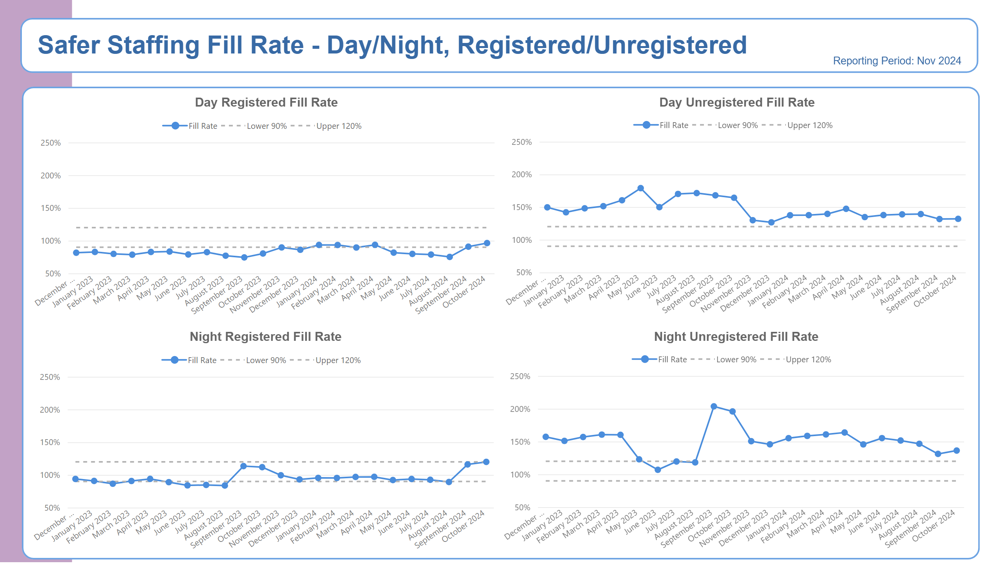 Safer Staffing Fill Rate - Day/Night, Registered/Unregistered
Reporting Period: Nov 2024
Day Registered Fill Rate
Fill Rate Lower 90% Upper 120%
250%
200%
150%
100%
50%
December ...
January 2023
February 2023
March 2023
April 2023
May 2023
June 2023
July 2023
August 2023
September 2023
October 2023
November 2023
December 2023
January 2024
February 2024
March 2024
April 2024
May 2024
June 2024
July 2024
August 2024
September 2024
October 2024
Day Unregistered Fill Rate
Fill Rate Lower 90% Upper 120%
250%
200%
150%
100%
50%
December ...
January 2023
February 2023
March 2023
April 2023
May 2023
June 2023
July 2023
August 2023
September 2023
October 2023
November 2023
December 2023
January 2024
February 2024
March 2024
April 2024
May 2024
June 2024
July 2024
August 2024
September 2024
October 2024
Night Registered Fill Rate
Fill Rate Lower 90% Upper 120%
250%
200%
150%
100%
50%
December ...
January 2023
February 2023
March 2023
April 2023
May 2023
June 2023
July 2023
August 2023
September 2023
October 2023
November 2023
December 2023
January 2024
February 2024
March 2024
April 2024
May 2024
June 2024
July 2024
August 2024
September 2024
October 2024
Night Unregistered Fill Rate
Fill Rate Lower 90% Upper 120%
250%
200%
150%
100%
50%
December ...
January 2023
February 2023
March 2023
April 2023
May 2023
June 2023
July 2023
August 2023
September 2023
October 2023
November 2023
December 2023
January 2024
February 2024
March 2024
April 2024
May 2024
June 2024
July 2024
August 2024
September 2024
October 2024